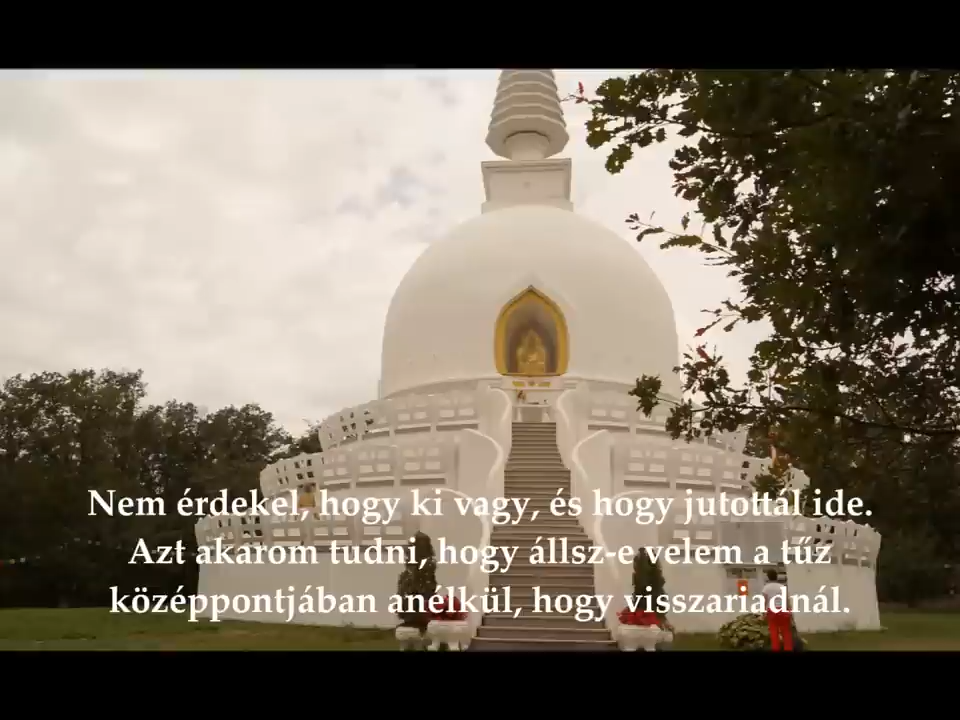 Nem érdekel, hogy ki vagy, és hogy jutottál ide.
Azt akarom tudni, hogy állsz-e velem a tűz
középpontjában anélkül, hogy visszariadnál.